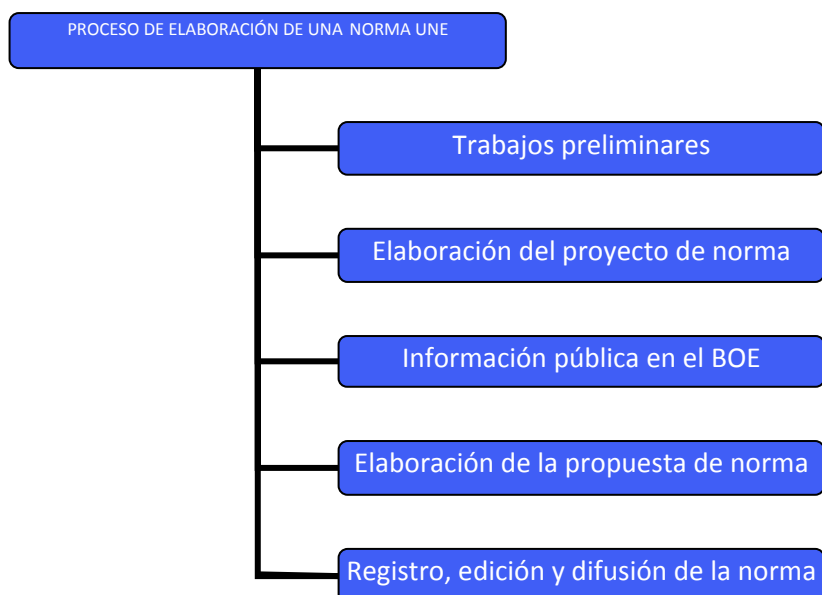 PROCESO DE ELABORACIÓN DE UNA NORMA UNE
Trabajos preliminares
Elaboración del proyecto de norma
Información pública en el BOE
Elaboración de la propuesta de norma
Registro, edición y difusión de la norma